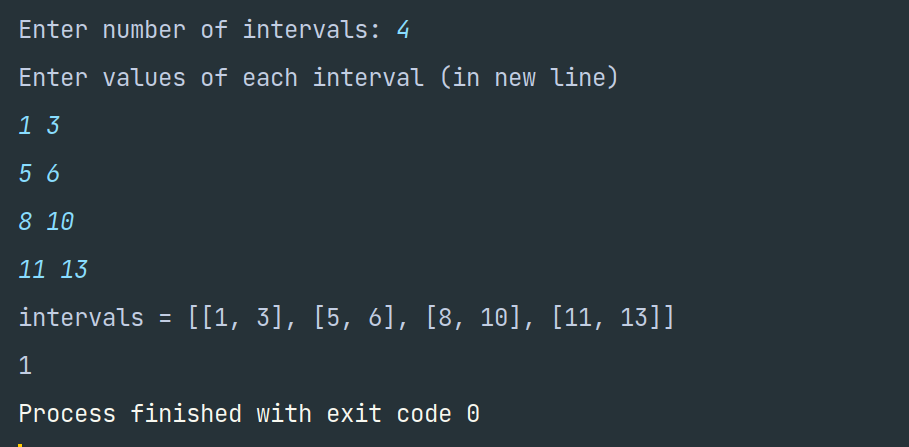 Enter number of intervals: 4
Enter values of each interval (in new line)
1 3
5 6
8 10
11 13
intervals = [[1, 3], [5, 6], [8, 10], [11, 13]]
1
Process finished with exit code 0